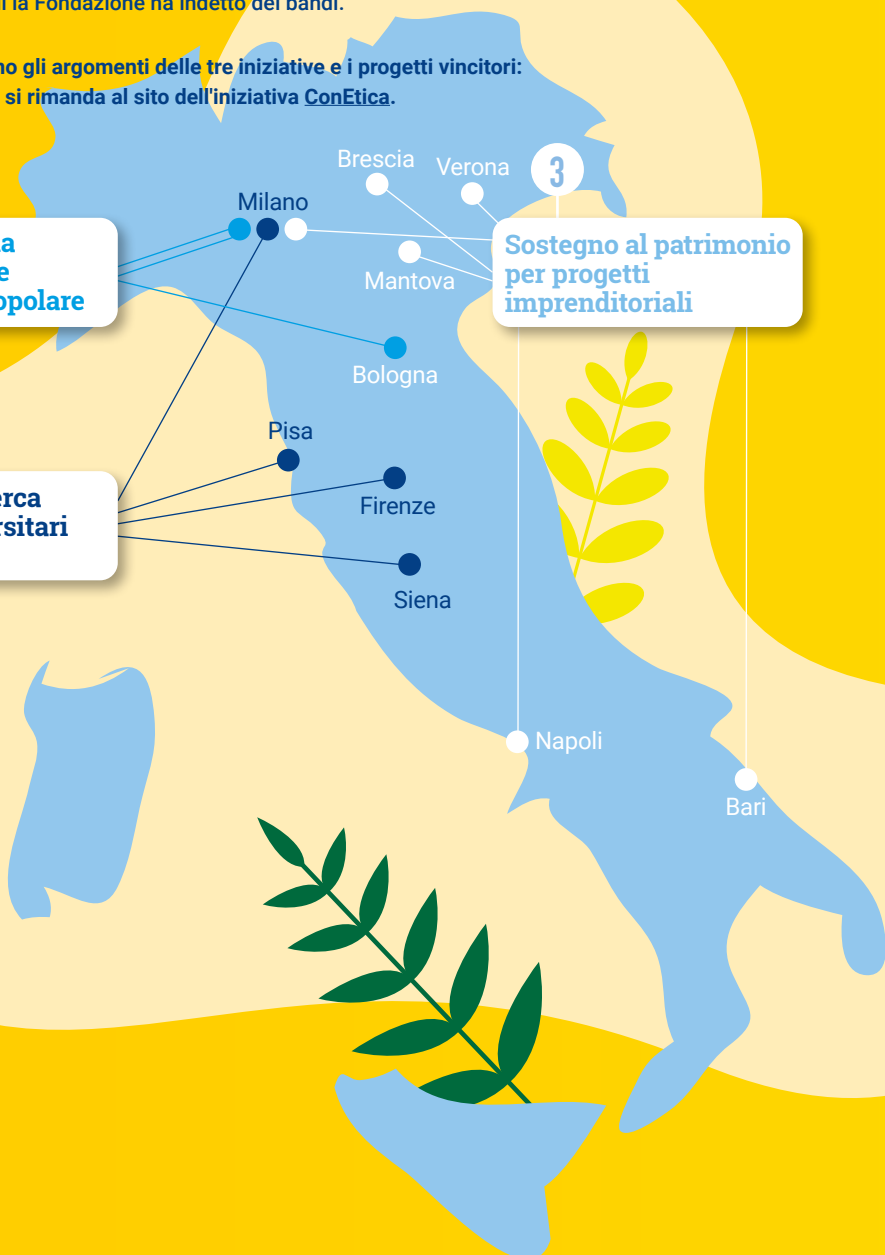 la Fondazione ha indetto dei bandi.
gli argomenti delle tre iniziative e i progetti vincitori:
si rimanda al sito dell'iniziativa ConEtica.
Brescia
Verona
3
Milano
Sostegno al patrimonio
per progetti
imprenditoriali
Mantova
Bologna
Pisa
Firenze
Siena
Napoli
Bari